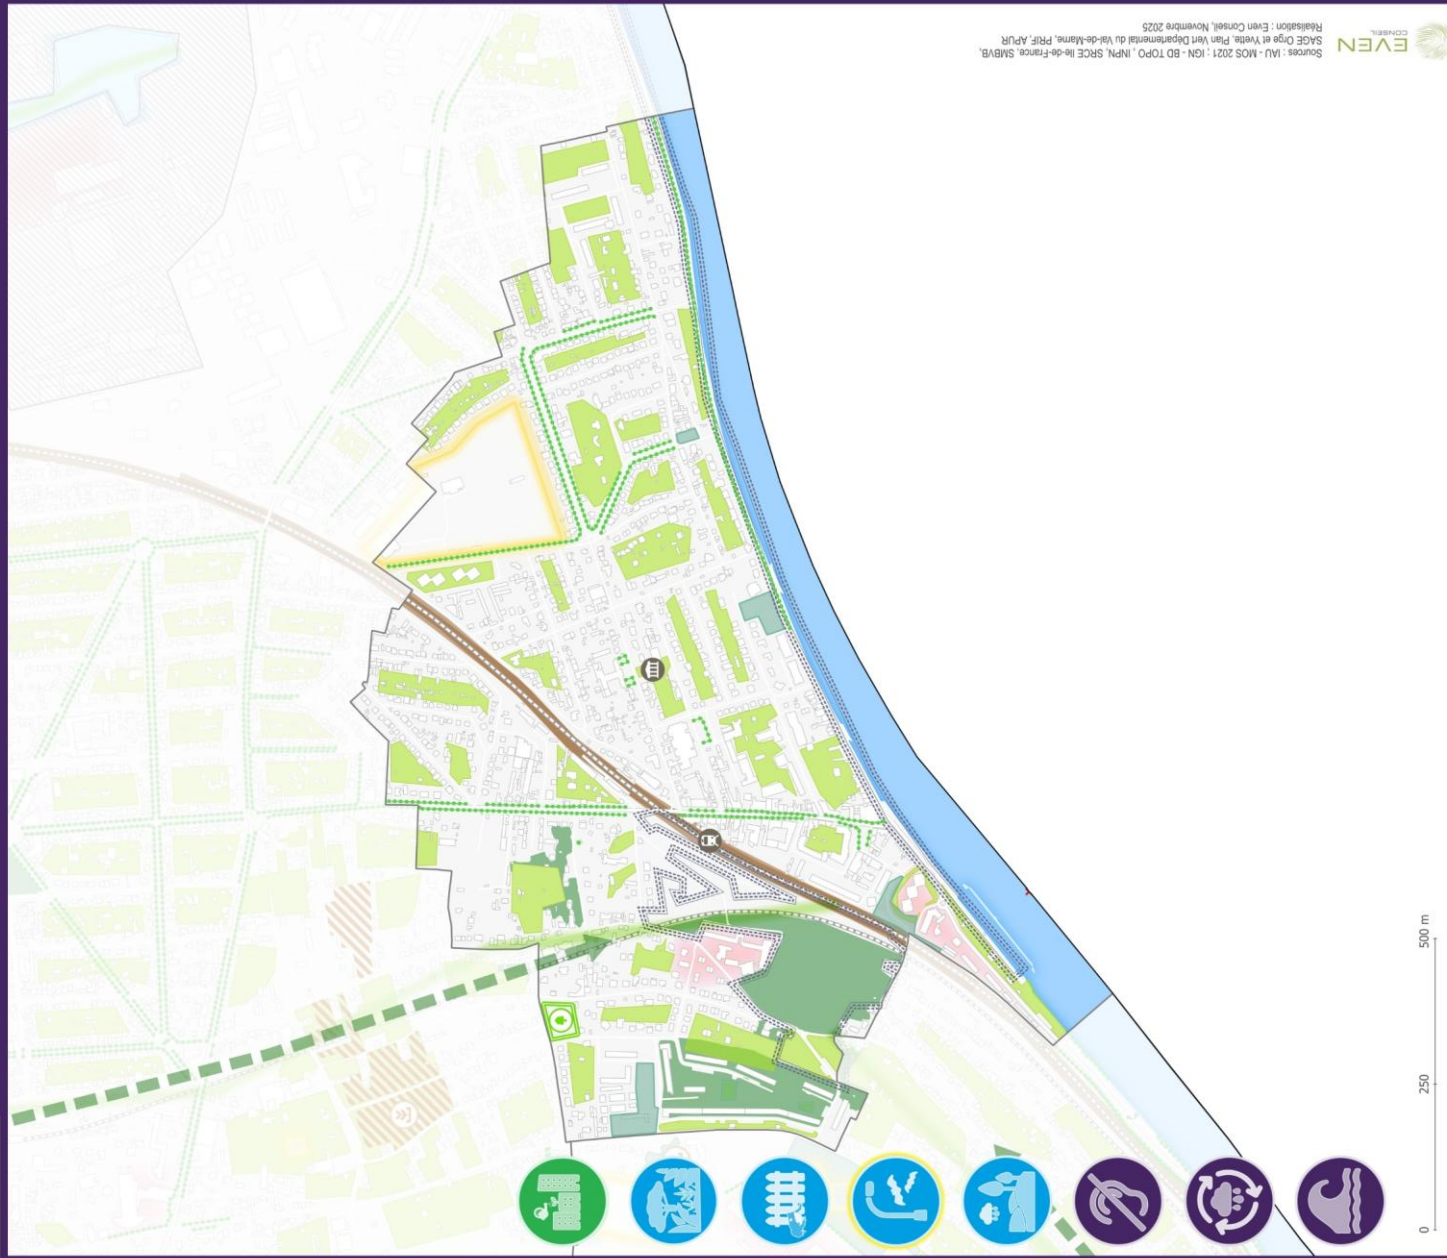 EVEN
CONSEIL
Sources : IAU - MOS 2021 ; IGN - BD TOPO , INPN, SRCE Ile-de-France, SMBVB,
SAGE Orge et Yvette, Plan Vert Départemental du Val-de-Marne, PRIF, APUR
Réalisation : Even Conseil, Novembre 2025
0
250
500 m